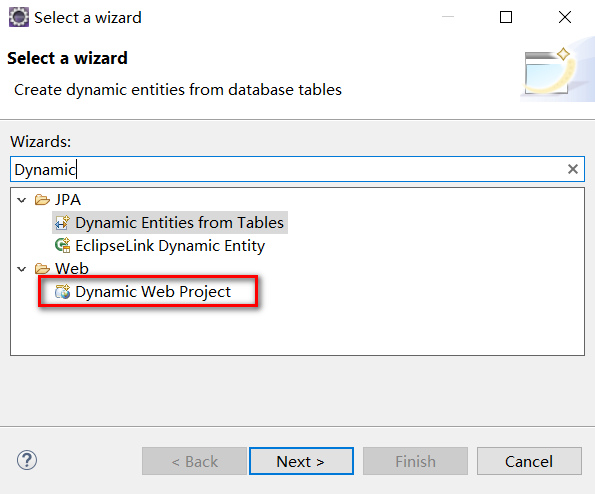 Select a wizard
Select a wizard
Create dynamic entities from database tables
Wizards:
Dynamic
JPA
Dynamic Entities from Tables
EclipseLink Dynamic Entity
Web
Dynamic Web Project
?
< Back
Next >
Finish
Cancel